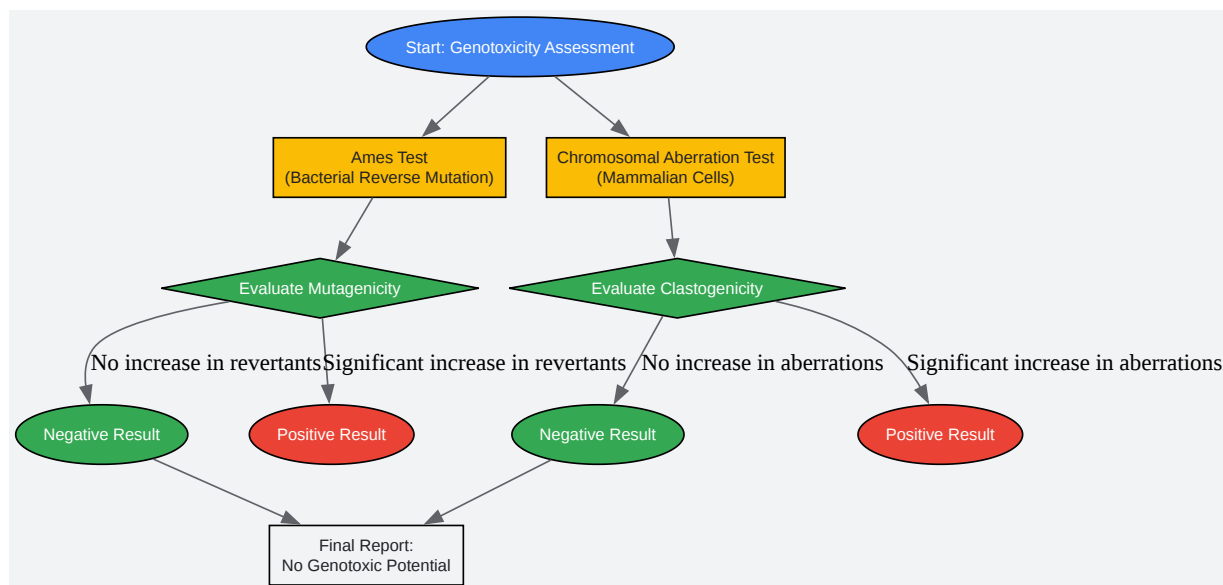 Start: Genotoxicity Assessment
Ames Test
(Bacterial Reverse Mutation)
Chromosomal Aberration Test
(Mammalian Cells)
Evaluate Mutagenicity
Evaluate Clastogenicity
No increase in revertants
Significant increase in revertants
No increase in aberrations
Significant increase in aberrations
Negative Result
Positive Result
Negative Result
Positive Result
Final Report:
No Genotoxic Potential